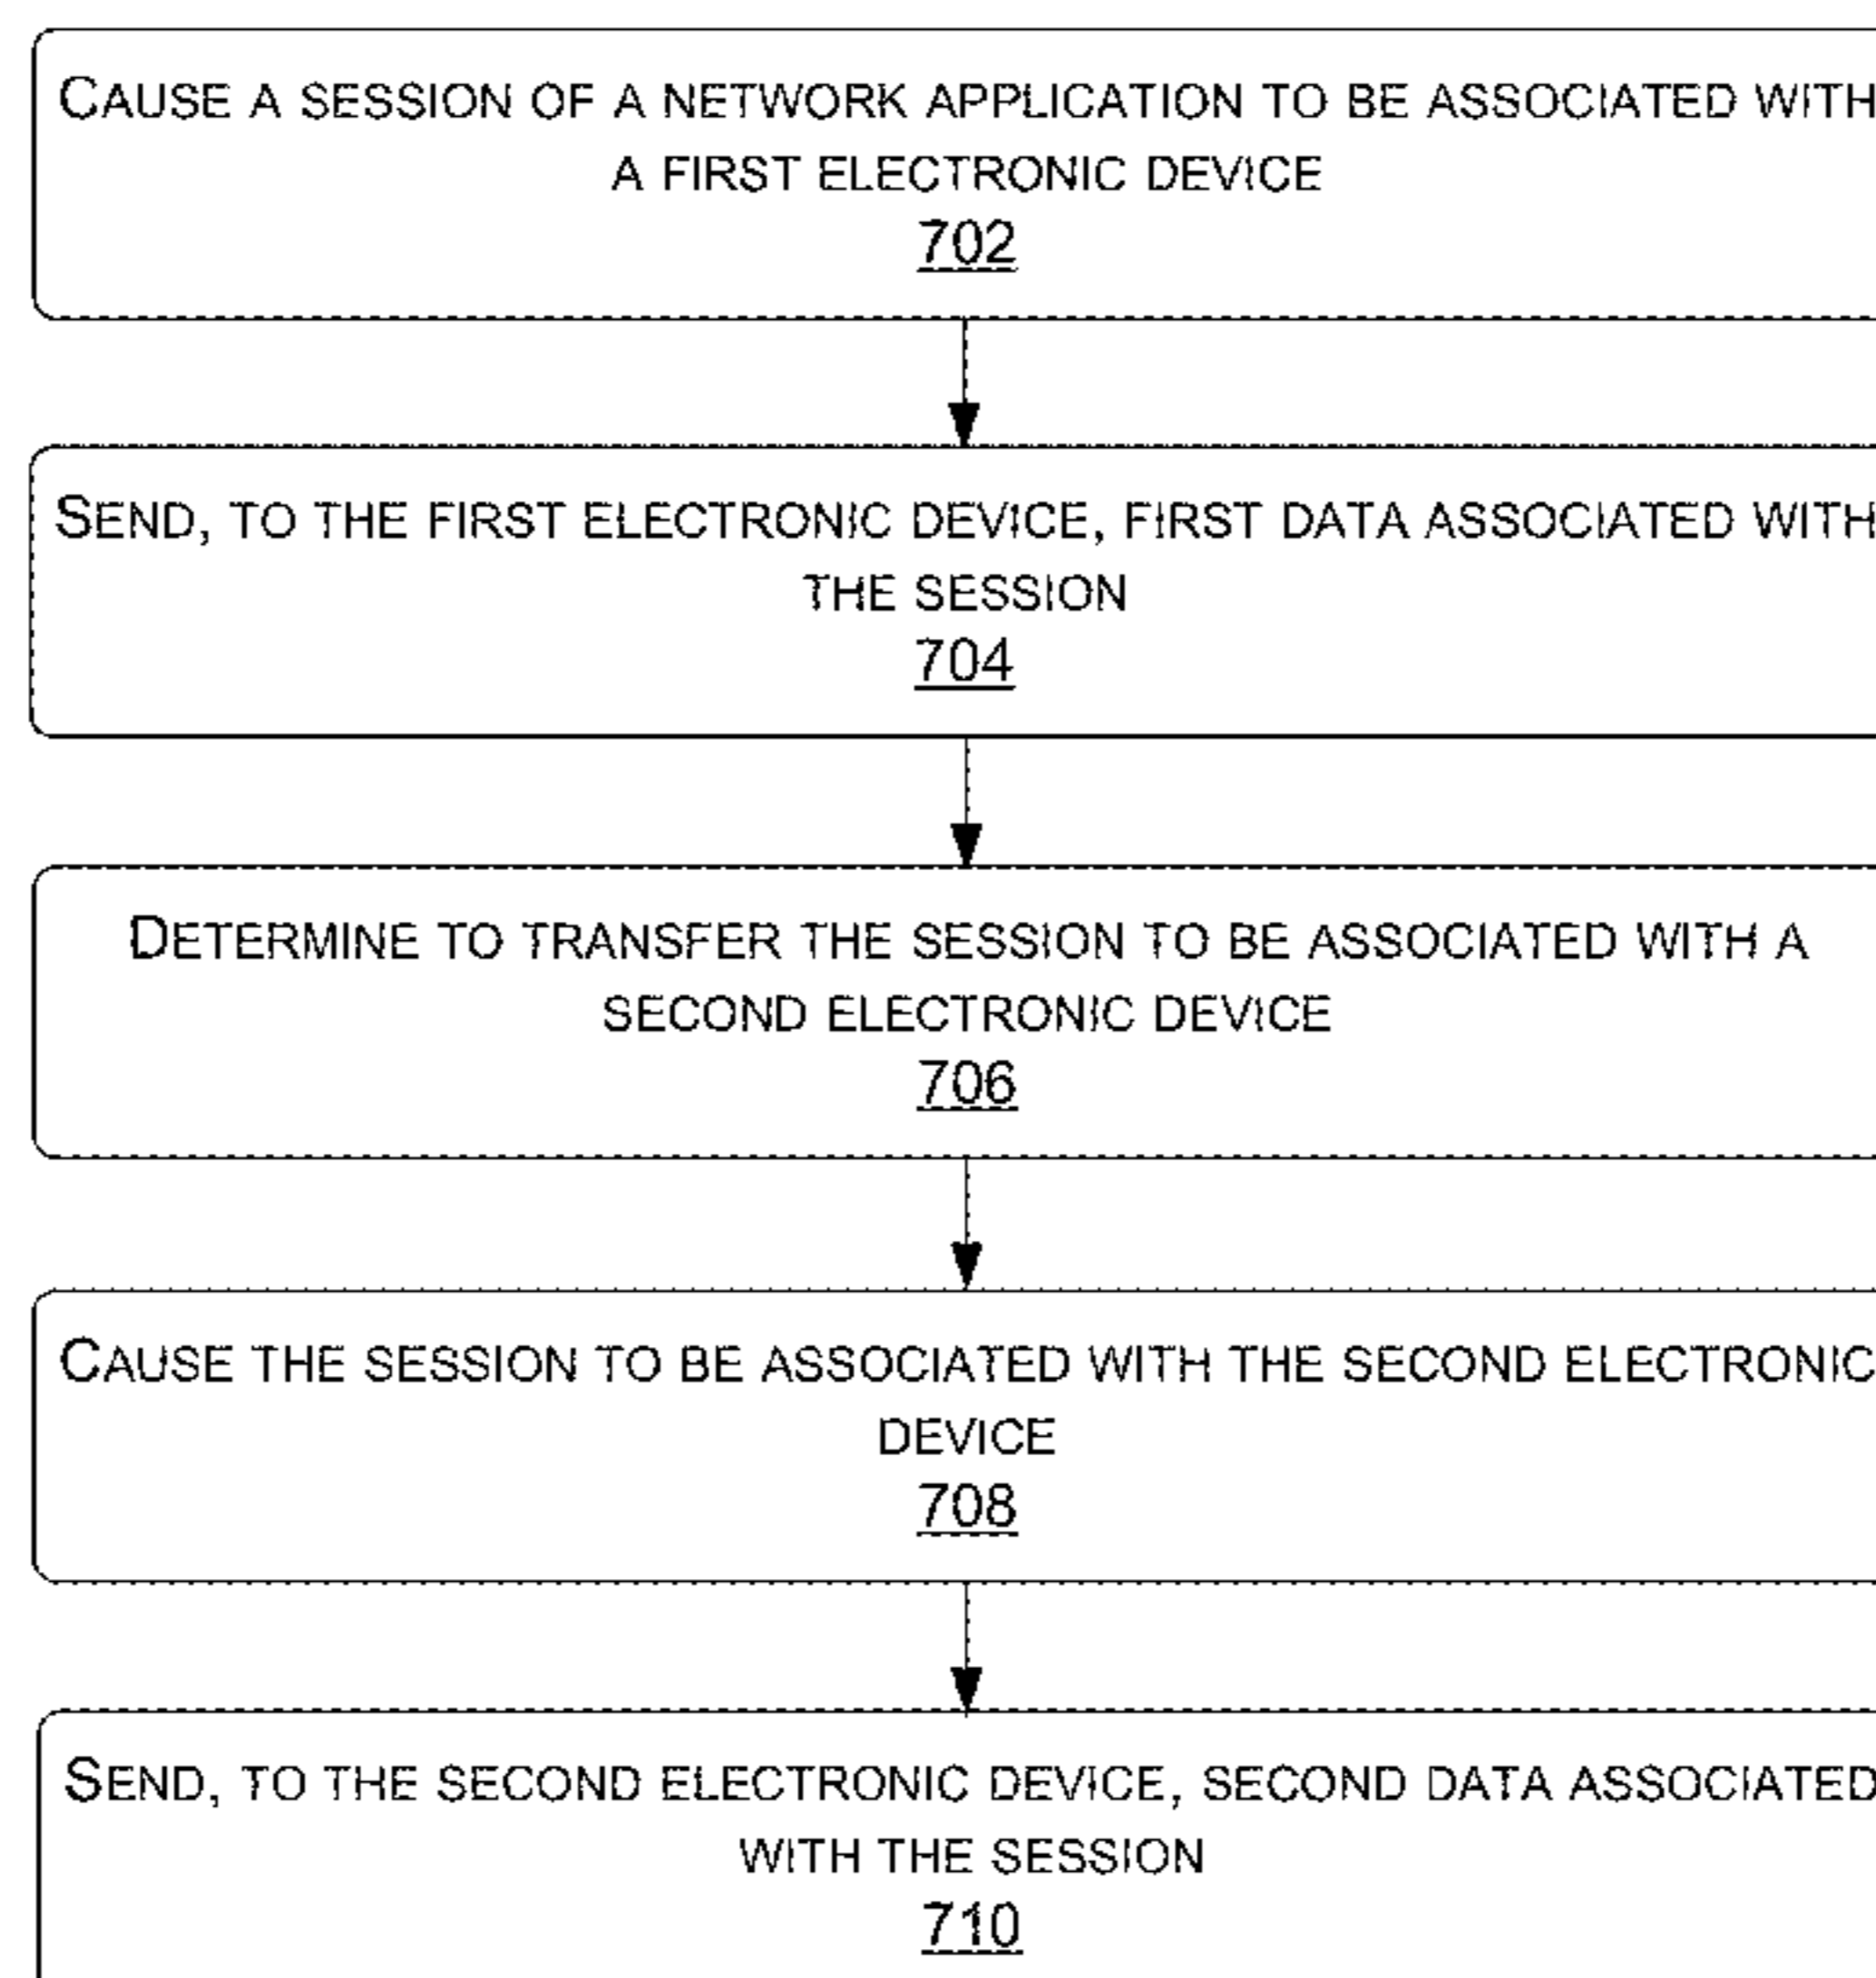 CAUSE A SESSION OF A NETWORK APPLICATION TO BE ASSOCIATED WITH
A FIRST ELECTRONIC DEVICE
702
SEND, TO THE FIRST ELECTRONIC DEVICE, FIRST DATA ASSOCIATED WITH
THE SESSION
704
DETERMINE TO TRANSFER THE SESSION TO BE ASSOCIATED WITH A
SECOND ELECTRONIC DEVICE
706
CAUSE THE SESSION TO BE ASSOCIATED WITH THE SECOND ELECTRONIC
DEVICE
708
SEND, TO THE SECOND ELECTRONIC DEVICE, SECOND DATA ASSOCIATED
WITH THE SESSION
710